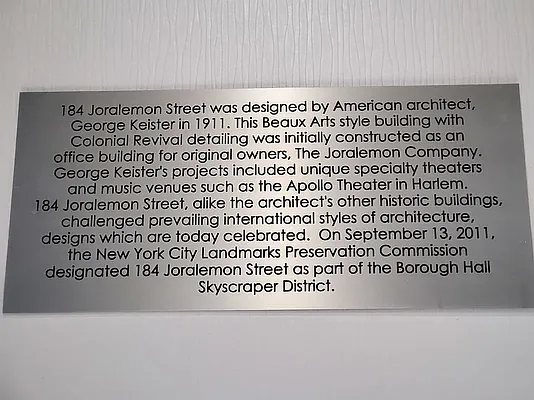 184 Joralemon Street was designed by American architect,
George Keister in 1911. This Beaux Arts style building with
Colonial Revival detailing was initially constructed as an
office building for original owners, The Joralemon Company.
George Keister's projects included unique specialty theaters
and music venues such as the Apollo Theater in Harlem.
184 Joralemon Street, alike the architect's other historic buildings,
challenged prevailing international styles of architecture,
designs which are today celebrated. On September 13, 2011,
the New York City Landmarks Preservation Commission
designated 184 Joralemon Street as part of the Borough Hall
Skyscraper District.